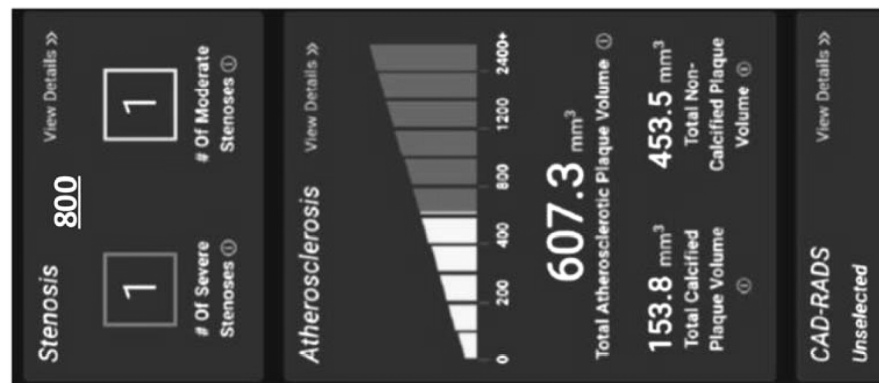 Stenosis
800
View Details »
1
1
# Of Severe
Stenoses ⓘ
# Of Moderate
Stenoses ⓘ
Atherosclerosis
View Details »
0
200
400
800
1200
2400+
607.3 mm³
Total Atherosclerotic Plaque Volume ⓘ
153.8 mm³
Total Calcified
Plaque Volume
ⓘ
453.5 mm³
Total Non-
Calcified Plaque
Volume ⓘ
CAD-RADS
View Details »
Unselected